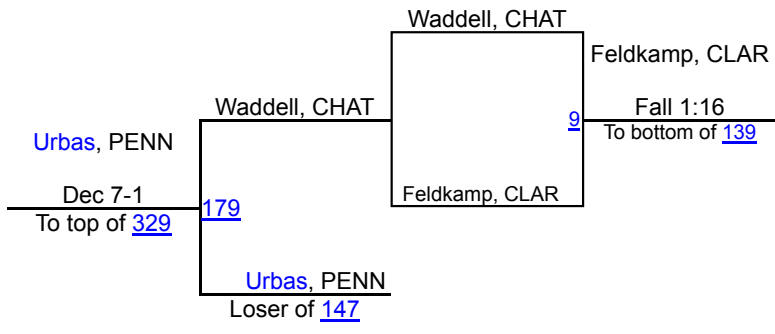 Waddell, CHAT
Feldkamp, CLAR
Waddell, CHAT
Fall 1:16
9
To bottom of 139
Urbas, PENN
Dec 7-1
Feldkamp, CLAR
179
To top of 329
Urbas, PENN
Loser of 147